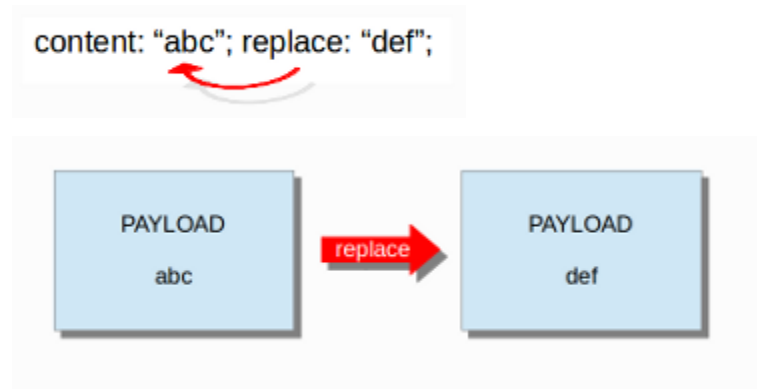 content: “abc”; replace: “def”;
PAYLOAD
abc
replace
PAYLOAD
def